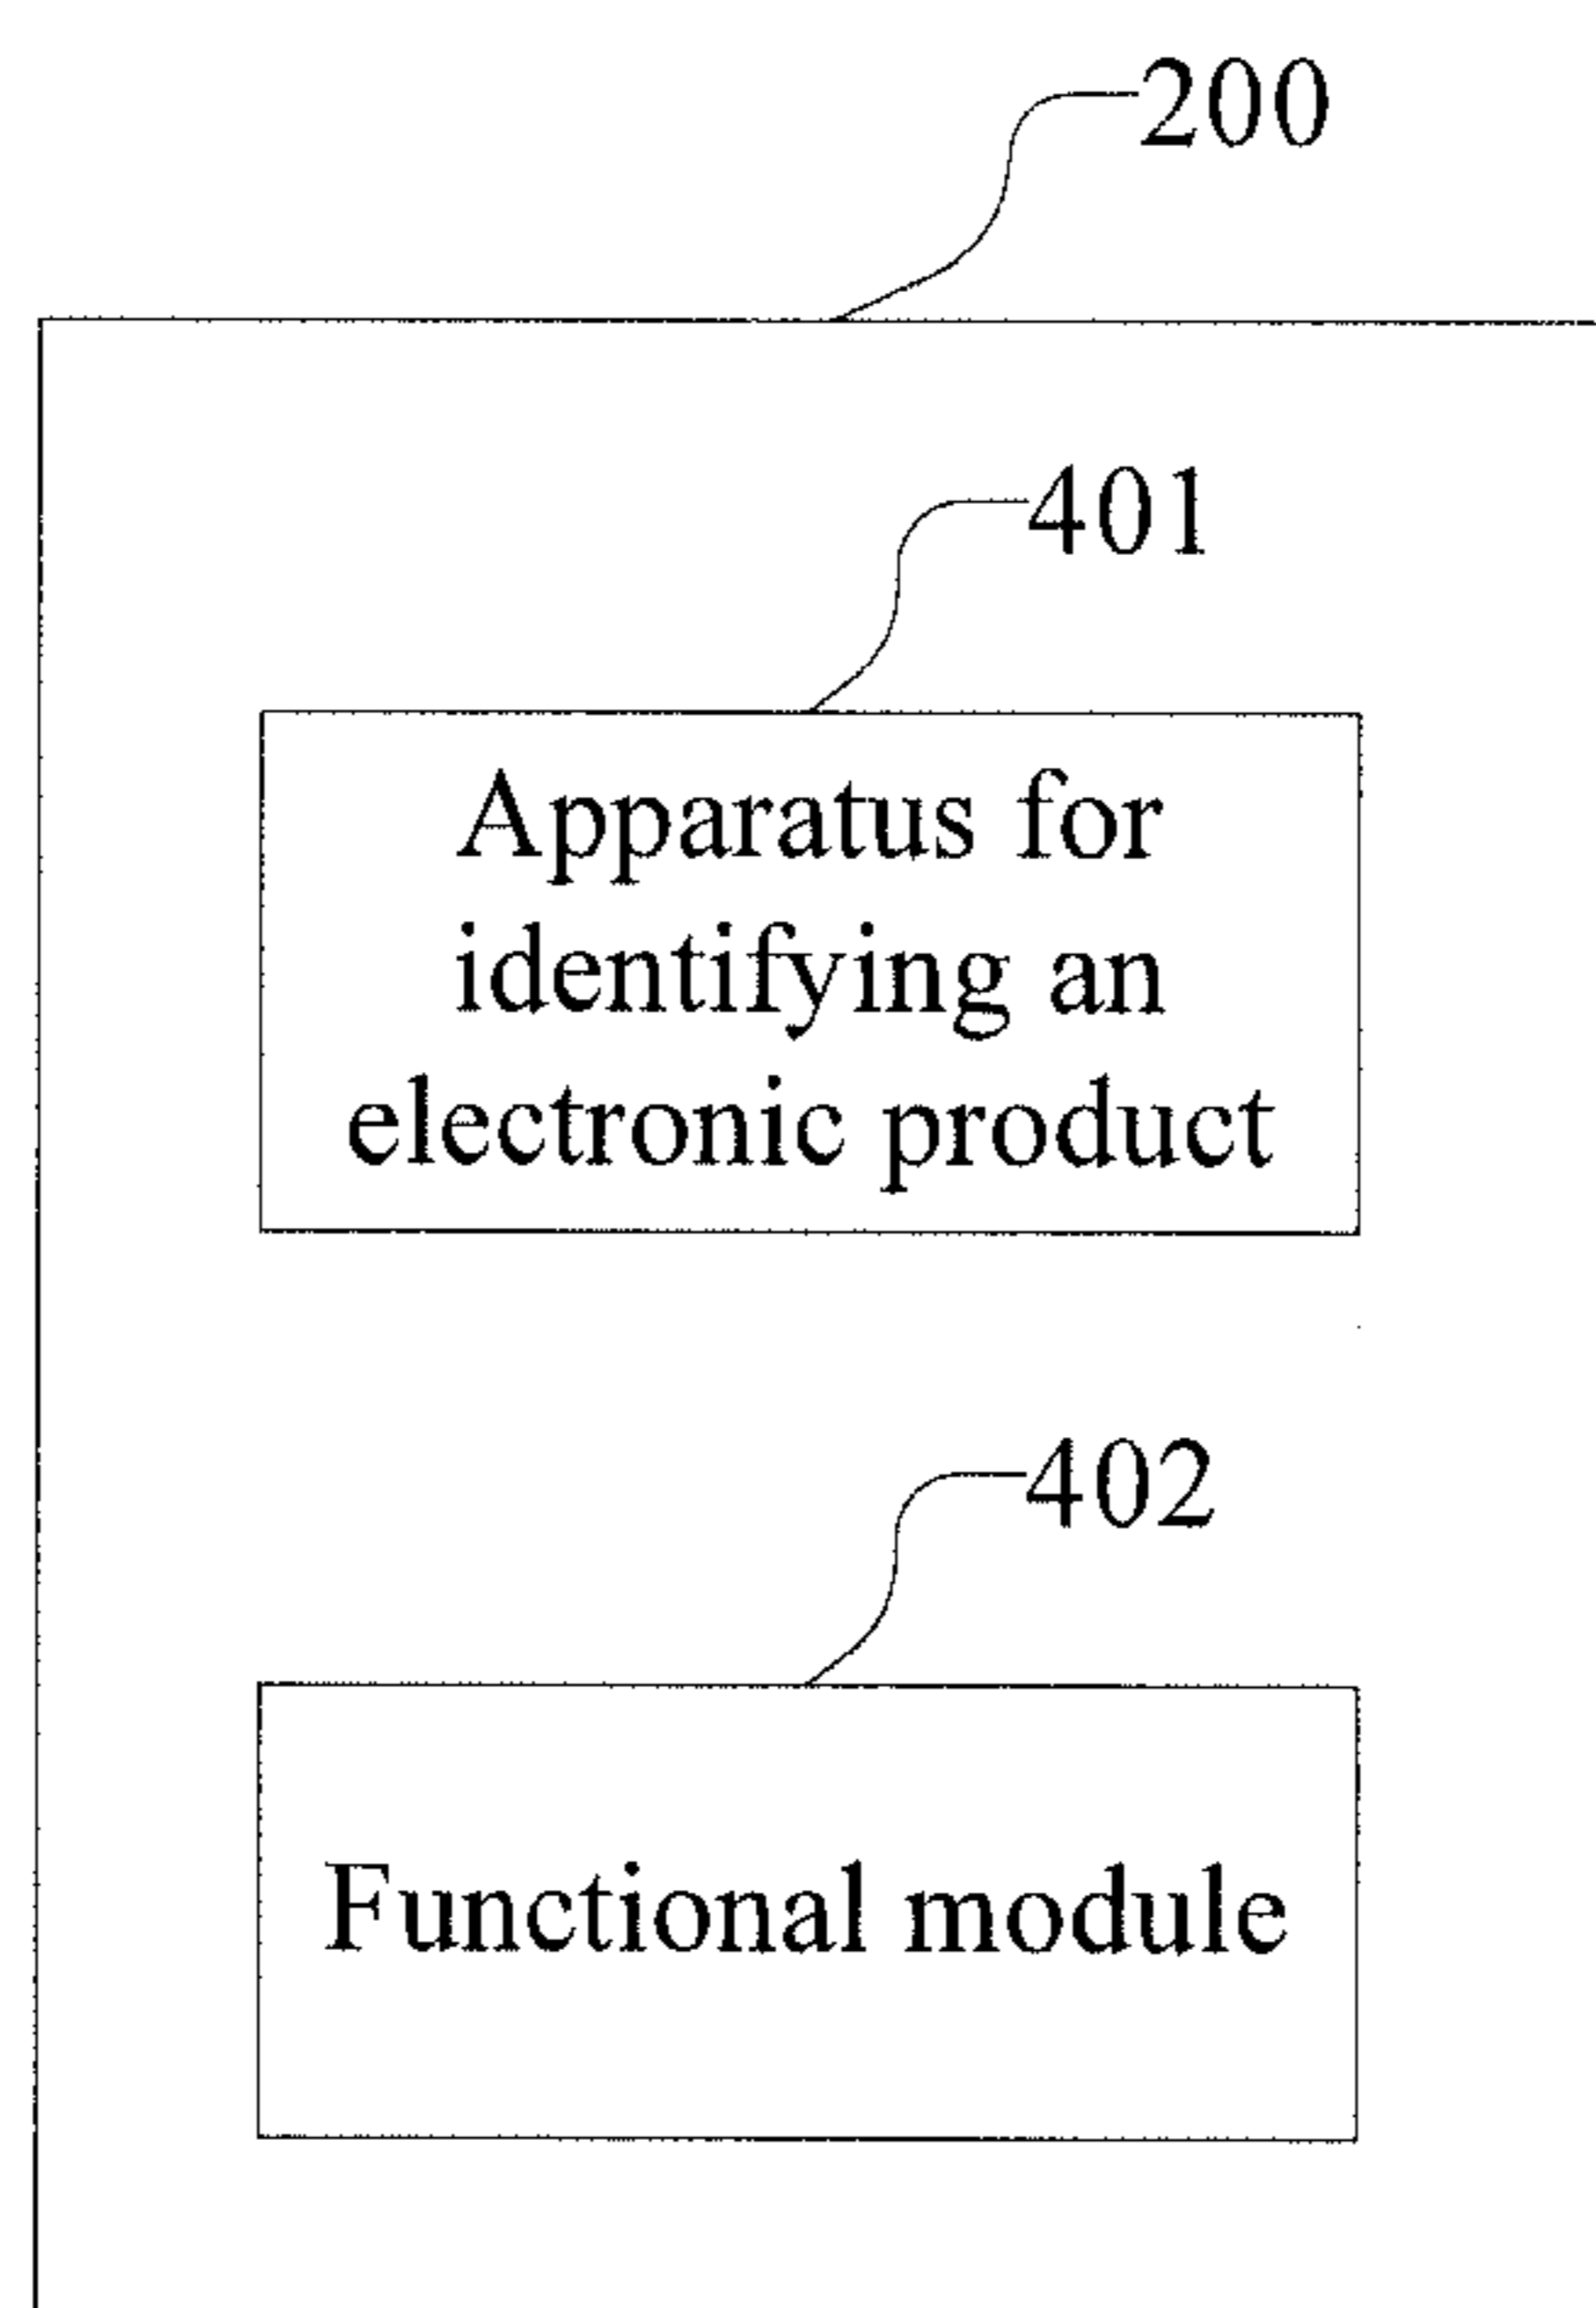 200
401
Apparatus for
identifying an
electronic product
402
Functional module